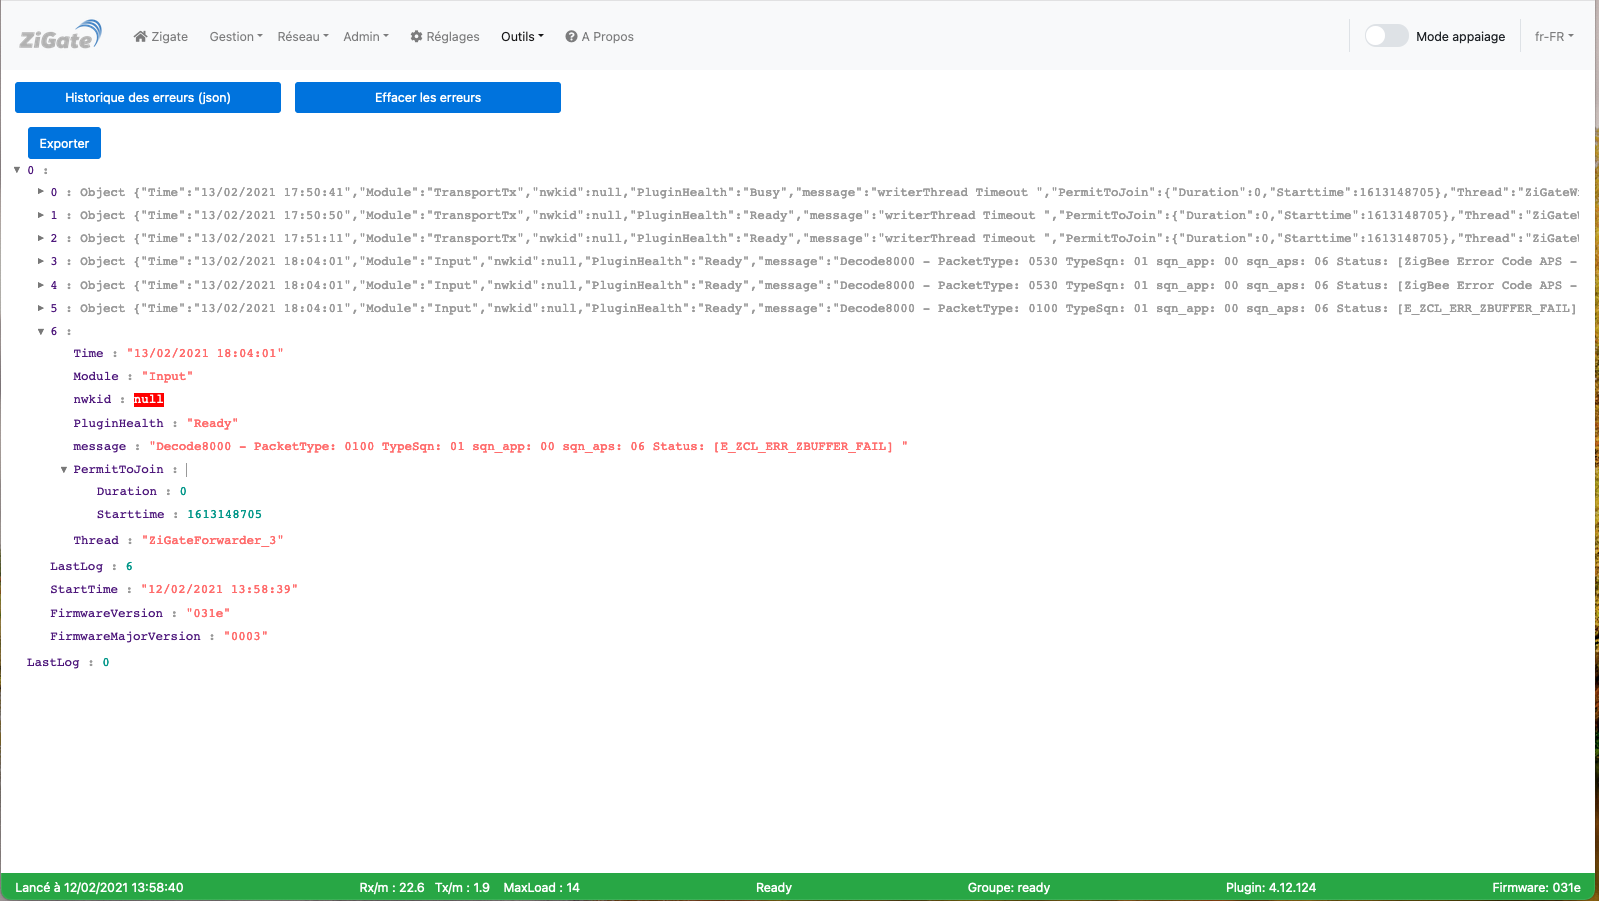 ZiGate Zigate Gestion Réseau Admin Réglages Outils A Propos Mode appaiage fr-FR
Historique des erreurs (json) Effacer les erreurs
Exporter
0 :
0 : Object {"Time":"13/02/2021 17:50:41","Module":"TransportTx","nwkid":null,"PluginHealth":"Busy","message":"writerThread Timeout ","PermitToJoin":{"Duration":0,"Starttime":1613148705},"Thread":"ZiGateW
1 : Object {"Time":"13/02/2021 17:50:50","Module":"TransportTx","nwkid":null,"PluginHealth":"Ready","message":"writerThread Timeout ","PermitToJoin":{"Duration":0,"Starttime":1613148705},"Thread":"ZiGate
2 : Object {"Time":"13/02/2021 17:51:11","Module":"TransportTx","nwkid":null,"PluginHealth":"Ready","message":"writerThread Timeout ","PermitToJoin":{"Duration":0,"Starttime":1613148705},"Thread":"ZiGate
3 : Object {"Time":"13/02/2021 18:04:01","Module":"Input","nwkid":null,"PluginHealth":"Ready","message":"Decode8000 - PacketType: 0530 TypeSqn: 01 sqn_app: 00 sqn_aps: 06 Status: [ZigBee Error Code APS -
4 : Object {"Time":"13/02/2021 18:04:01","Module":"Input","nwkid":null,"PluginHealth":"Ready","message":"Decode8000 - PacketType: 0530 TypeSqn: 01 sqn_app: 00 sqn_aps: 06 Status: [ZigBee Error Code APS -
5 : Object {"Time":"13/02/2021 18:04:01","Module":"Input","nwkid":null,"PluginHealth":"Ready","message":"Decode8000 - PacketType: 0100 TypeSqn: 01 sqn_app: 00 sqn_aps: 06 Status: [E_ZCL_ERR_ZBUFFER_FAIL]
6 :
Time : "13/02/2021 18:04:01"
Module : "Input"
nwkid : null
PluginHealth : "Ready"
message : "Decode8000 - PacketType: 0100 TypeSqn: 01 sqn_app: 00 sqn_aps: 06 Status: [E_ZCL_ERR_ZBUFFER_FAIL] "
PermitToJoin :
Duration : 0
Starttime : 1613148705
Thread : "ZiGateForwarder_3"
LastLog : 6
StartTime : "12/02/2021 13:58:39"
FirmwareVersion : "031e"
FirmwareMajorVersion : "0003"
LastLog : 0
Lancé à 12/02/2021 13:58:40 Rx/m : 22.6 Tx/m : 1.9 MaxLoad : 14 Ready Groupe: ready Plugin: 4.12.124 Firmware: 031e